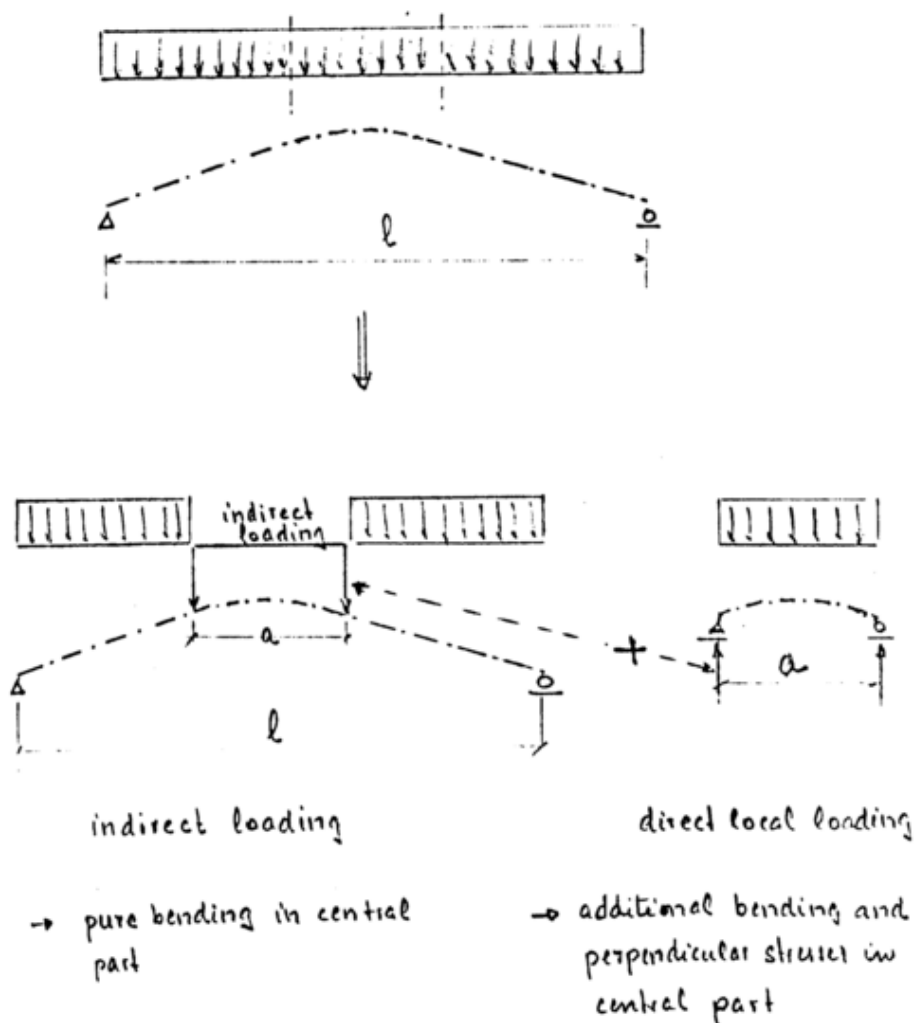 l
indirect
loading
a
l
a
indirect loading
direct local loading
→ pure bending in central
part
→ additional bending and
perpendicular stresses in
central part